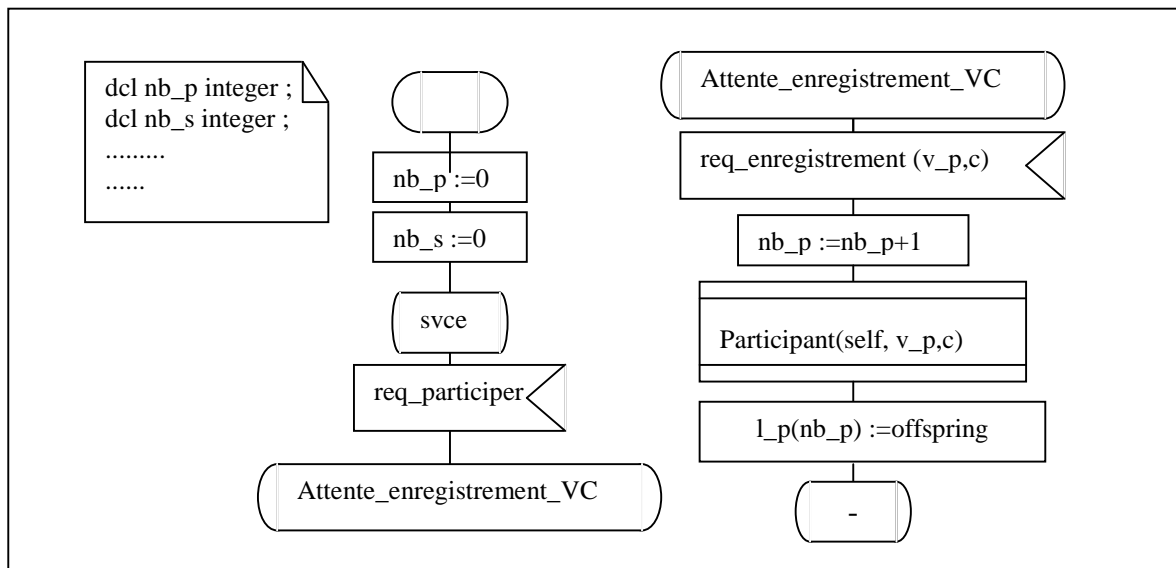 dcl nb_p integer ;
dcl nb_s integer ;
.........
......
nb_p :=0
nb_s :=0
svce
req_participer
Attente_enregistrement_VC
Attente_enregistrement_VC
req_enregistrement (v_p,c)
nb_p :=nb_p+1
Participant(self, v_p,c)
l_p(nb_p) :=offspring
-